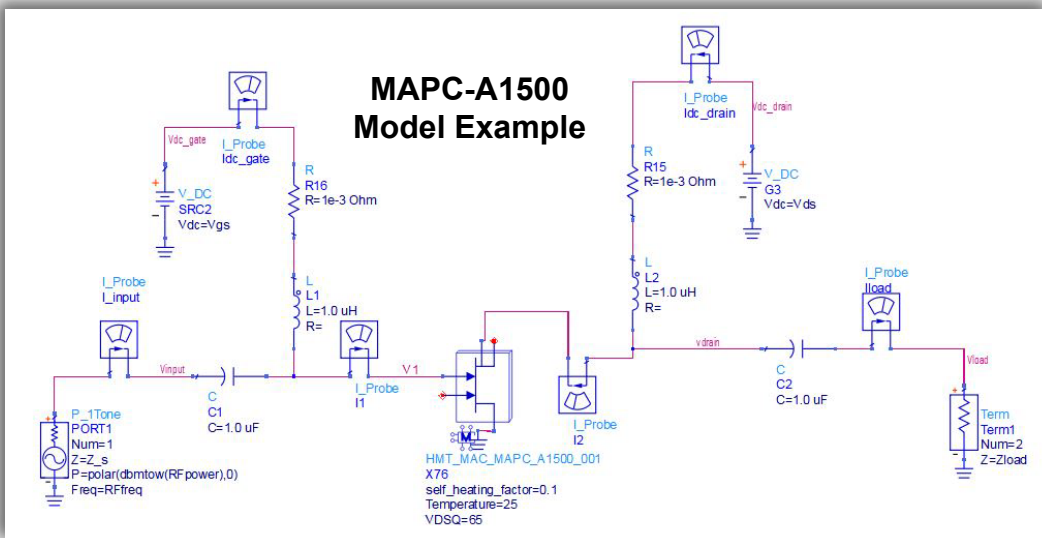 MAPC-A1500
Model Example
I_Probe
Idc_gate
Vdc_gate
V_DC
SRC2
Vdc=Vgs
R
R16
R=1e-3 Ohm
L
L1
L=1.0 uH
R=
I_Probe
I_input
Vinput
C
C1
C=1.0 uF
I_Probe
I1
V1
P_1Tone
PORT1
Num=1
Z=Z_s
P=polar(dbmtow(RFpower),0)
Freq=RFfreq
M
HMT_MAC_MAPC_A1500_001
X76
self_heating_factor=0.1
Temperature=25
VDSQ=65
I_Probe
I2
I_Probe
Idc_drain
Vdc_drain
R
R15
R=1e-3 Ohm
V_DC
G3
Vdc=Vds
L
L2
L=1.0 uH
R=
vdrain
C
C2
C=1.0 uF
I_Probe
Iload
Vload
Term
Term1
Num=2
Z=Zload